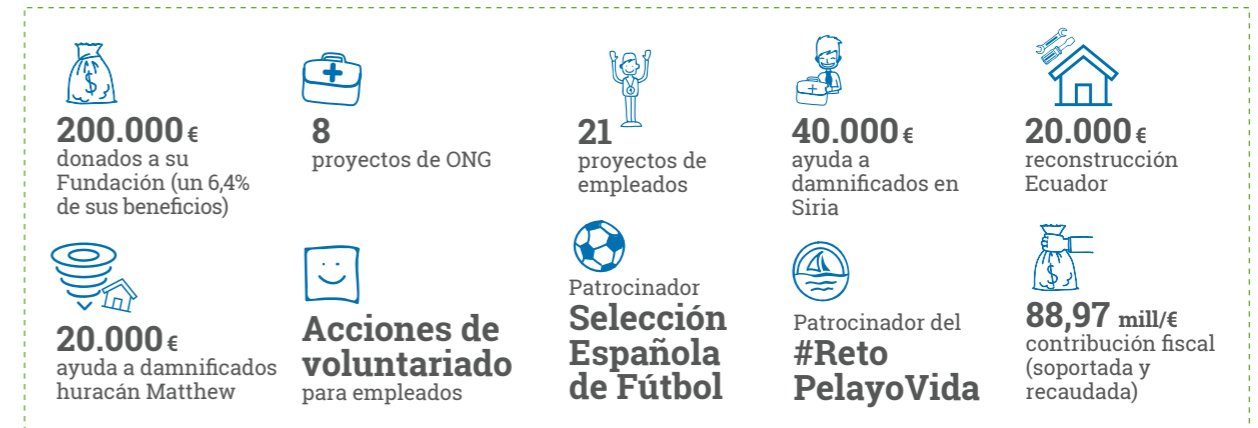 200.000 €
donados a su
Fundación (un 6,4%
de sus beneficios)
8
proyectos de ONG
21
proyectos de
empleados
40.000 €
ayuda a
damnificados en
Siria
20.000 €
reconstrucción
Ecuador
20.000 €
ayuda a damnificados
huracán Matthew
Acciones de
voluntariado
para empleados
Patrocinador
Selección
Española
de Fútbol
Patrocinador del
#Reto
PelayoVida
88,97 mill/€
contribución fiscal
(soportada y
recaudada)